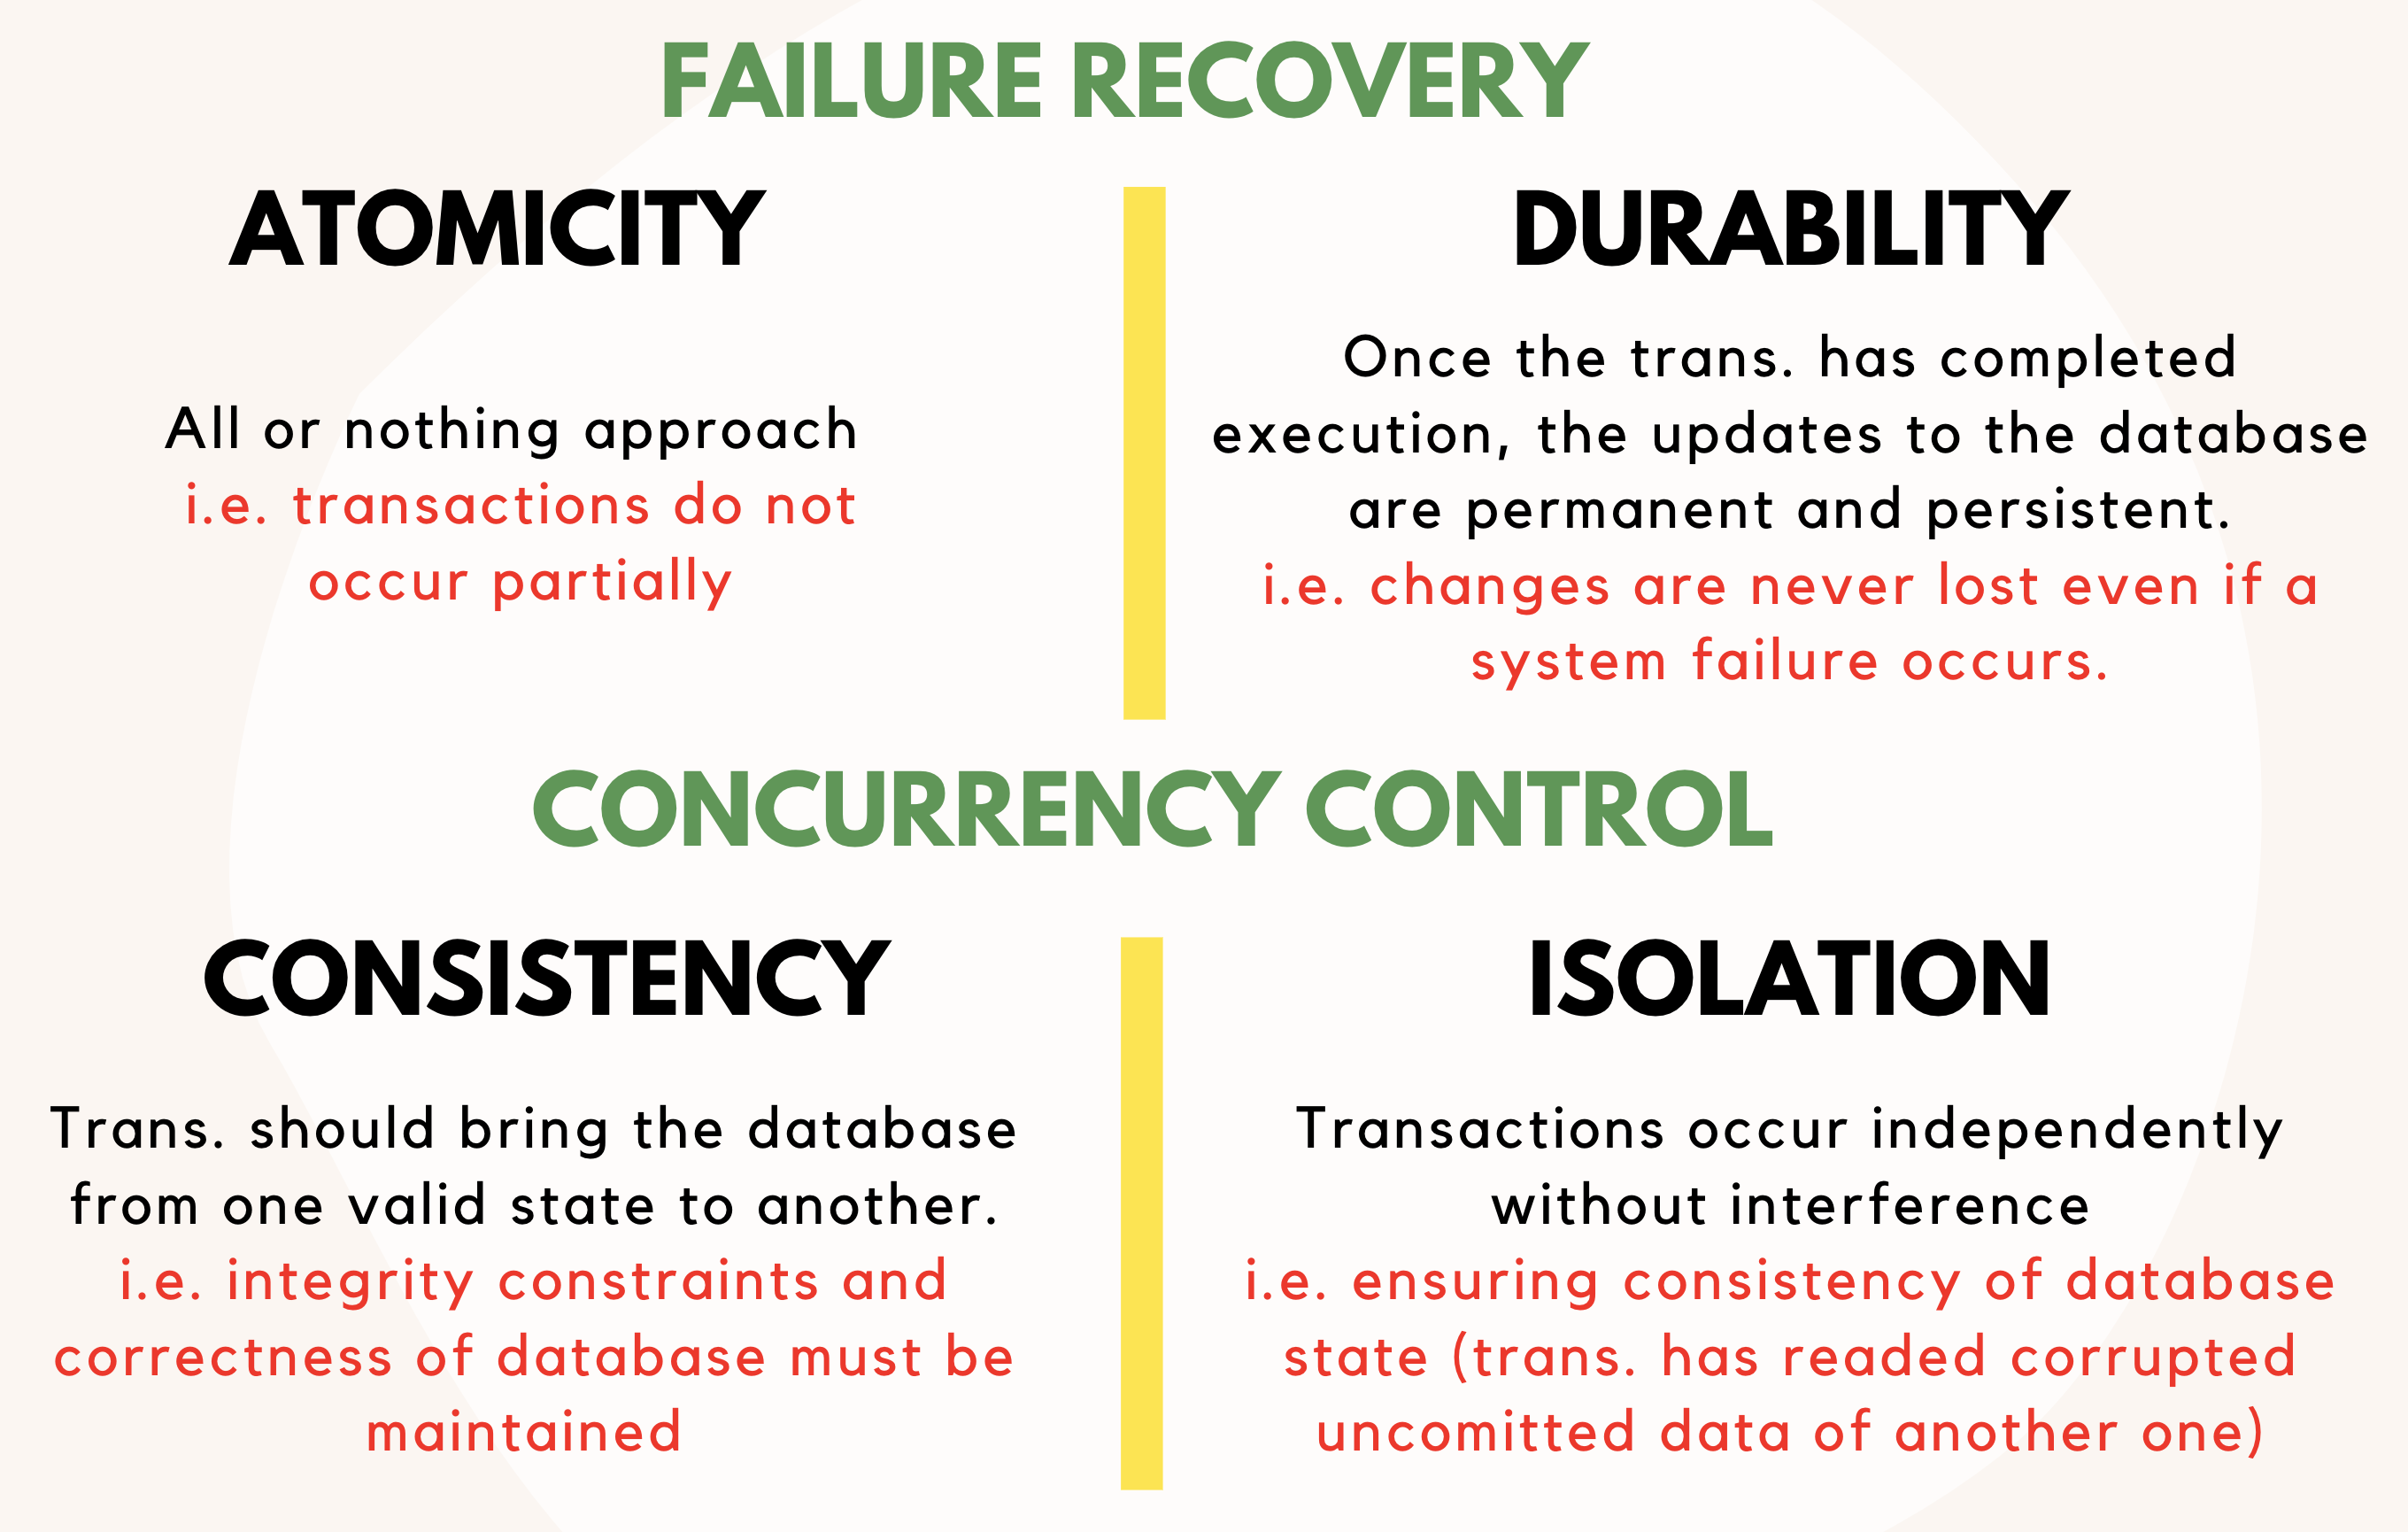 FAILURE RECOVERY
ATOMICITY
All or nothing approach
i.e. transactions do not
occur partially
DURABILITY
Once the trans. has completed
execution, the updates to the database
are permanent and persistent.
i.e. changes are never lost even if a
system failure occurs.
CONCURRENCY CONTROL
CONSISTENCY
Trans. should bring the database
from one valid state to another.
i.e. integrity constraints and
correctness of database must be
maintained
ISOLATION
Transactions occur independently
without interference
i.e. ensuring consistency of database
state (trans. has readed corrupted
uncomitted data of another one)